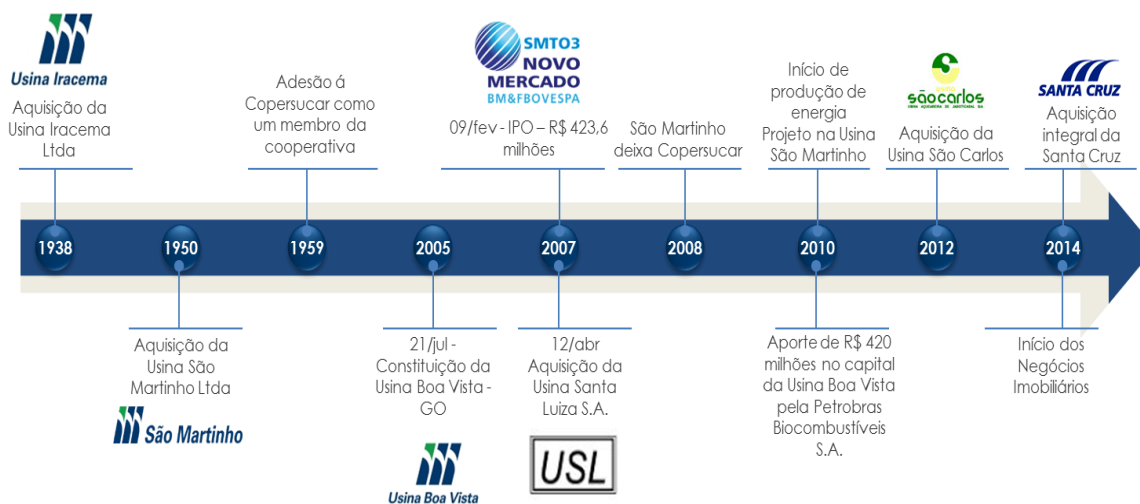 Usina Iracema
Aquisição da
Usina Iracema
Ltda
Adesão á
Copersucar como
um membro da
cooperativa
SMTO3
NOVO
MERCADO
BM&FBOVESPA
09/fev - IPO – R$ 423,6
milhões
São Martinho
deixa Copersucar
Início de
produção de
energia
Projeto na Usina
São Martinho
sãocarlos
Aquisição da
Usina São Carlos
SANTA CRUZ
Aquisição
integral da
Santa Cruz
1938
1950
1959
2005
2007
2008
2010
2012
2014
Aquisição da
Usina São
Martinho Ltda
São Martinho
21/jul -
Constituição da
Usina Boa Vista -
GO
Usina Boa Vista
12/abr
Aquisição da
Usina Santa
Luiza S.A.
USL
Aporte de R$ 420
milhões no capital
da Usina Boa Vista
pela Petrobras
Biocombustíveis
S.A.
Início dos
Negócios
Imobiliários